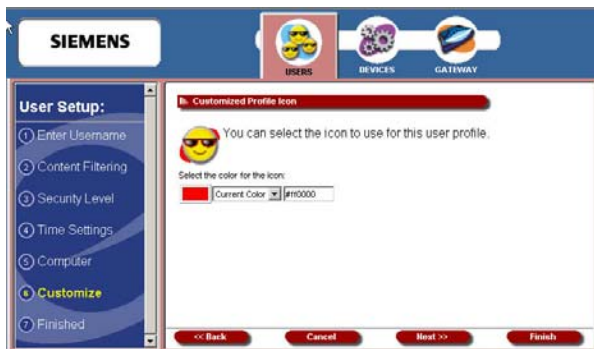 SIEMENS
USERS
DEVICES
GATEWAY
User Setup:
1 Enter Username
2 Content Filtering
3 Security Level
4 Time Settings
5 Computer
6 Customize
7 Finished
Customized Profile Icon
You can select the icon to use for this user profile.
Select the color for the icon:
Current Color
#ff0000
<< Back
Cancel
Next >>
Finish